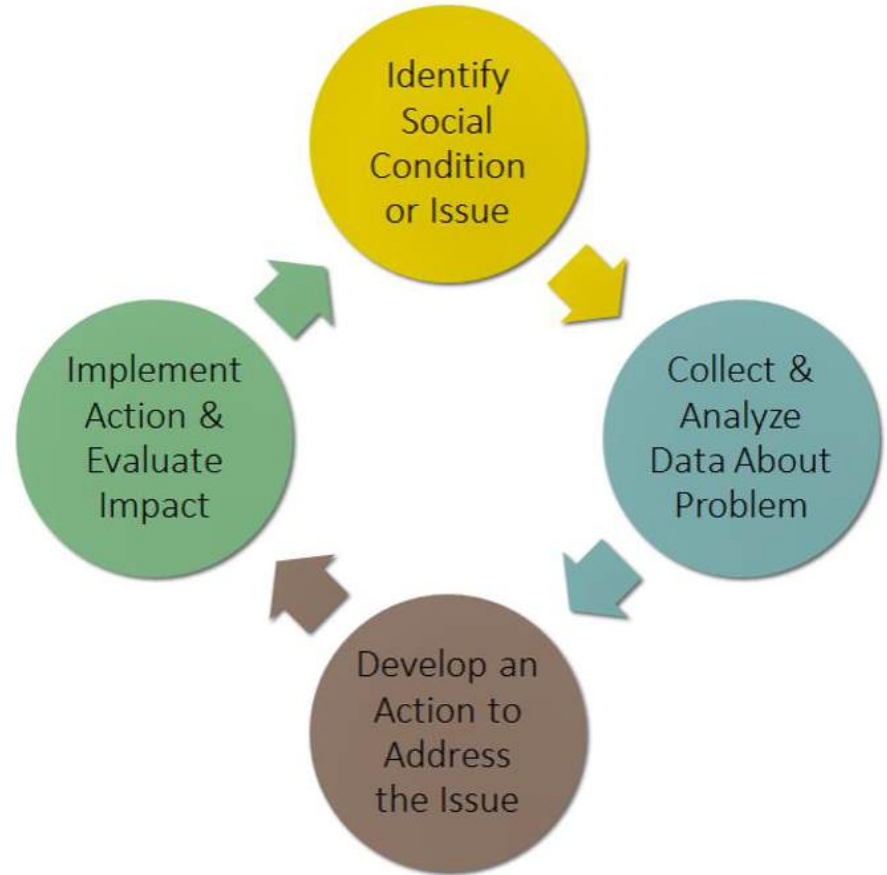 Identify
Social
Condition
or Issue
Collect &
Analyze
Data About
Problem
Develop an
Action to
Address
the Issue
Implement
Action &
Evaluate
Impact